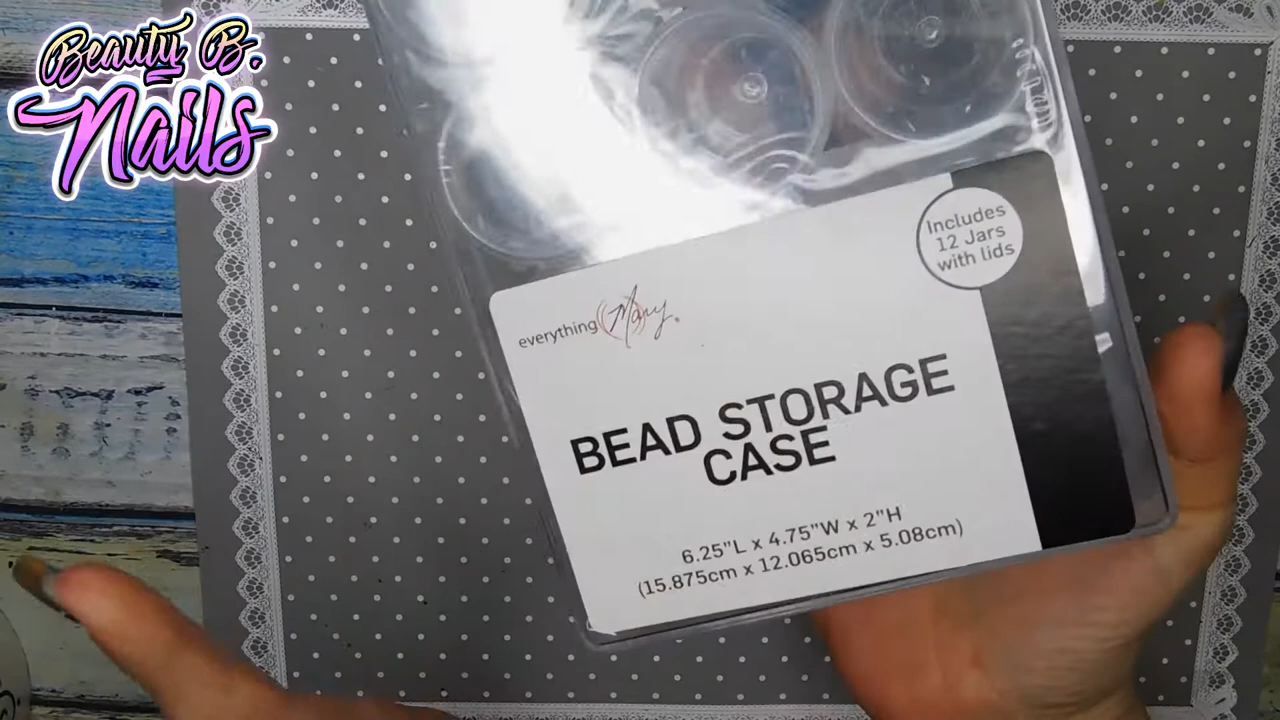 Beauty B.
Nails
Includes
12 Jars
with lids
everything Mary®
BEAD STORAGE
CASE
6.25"L x 4.75"W x 2"H
(15.875cm x 12.065cm x 5.08cm)